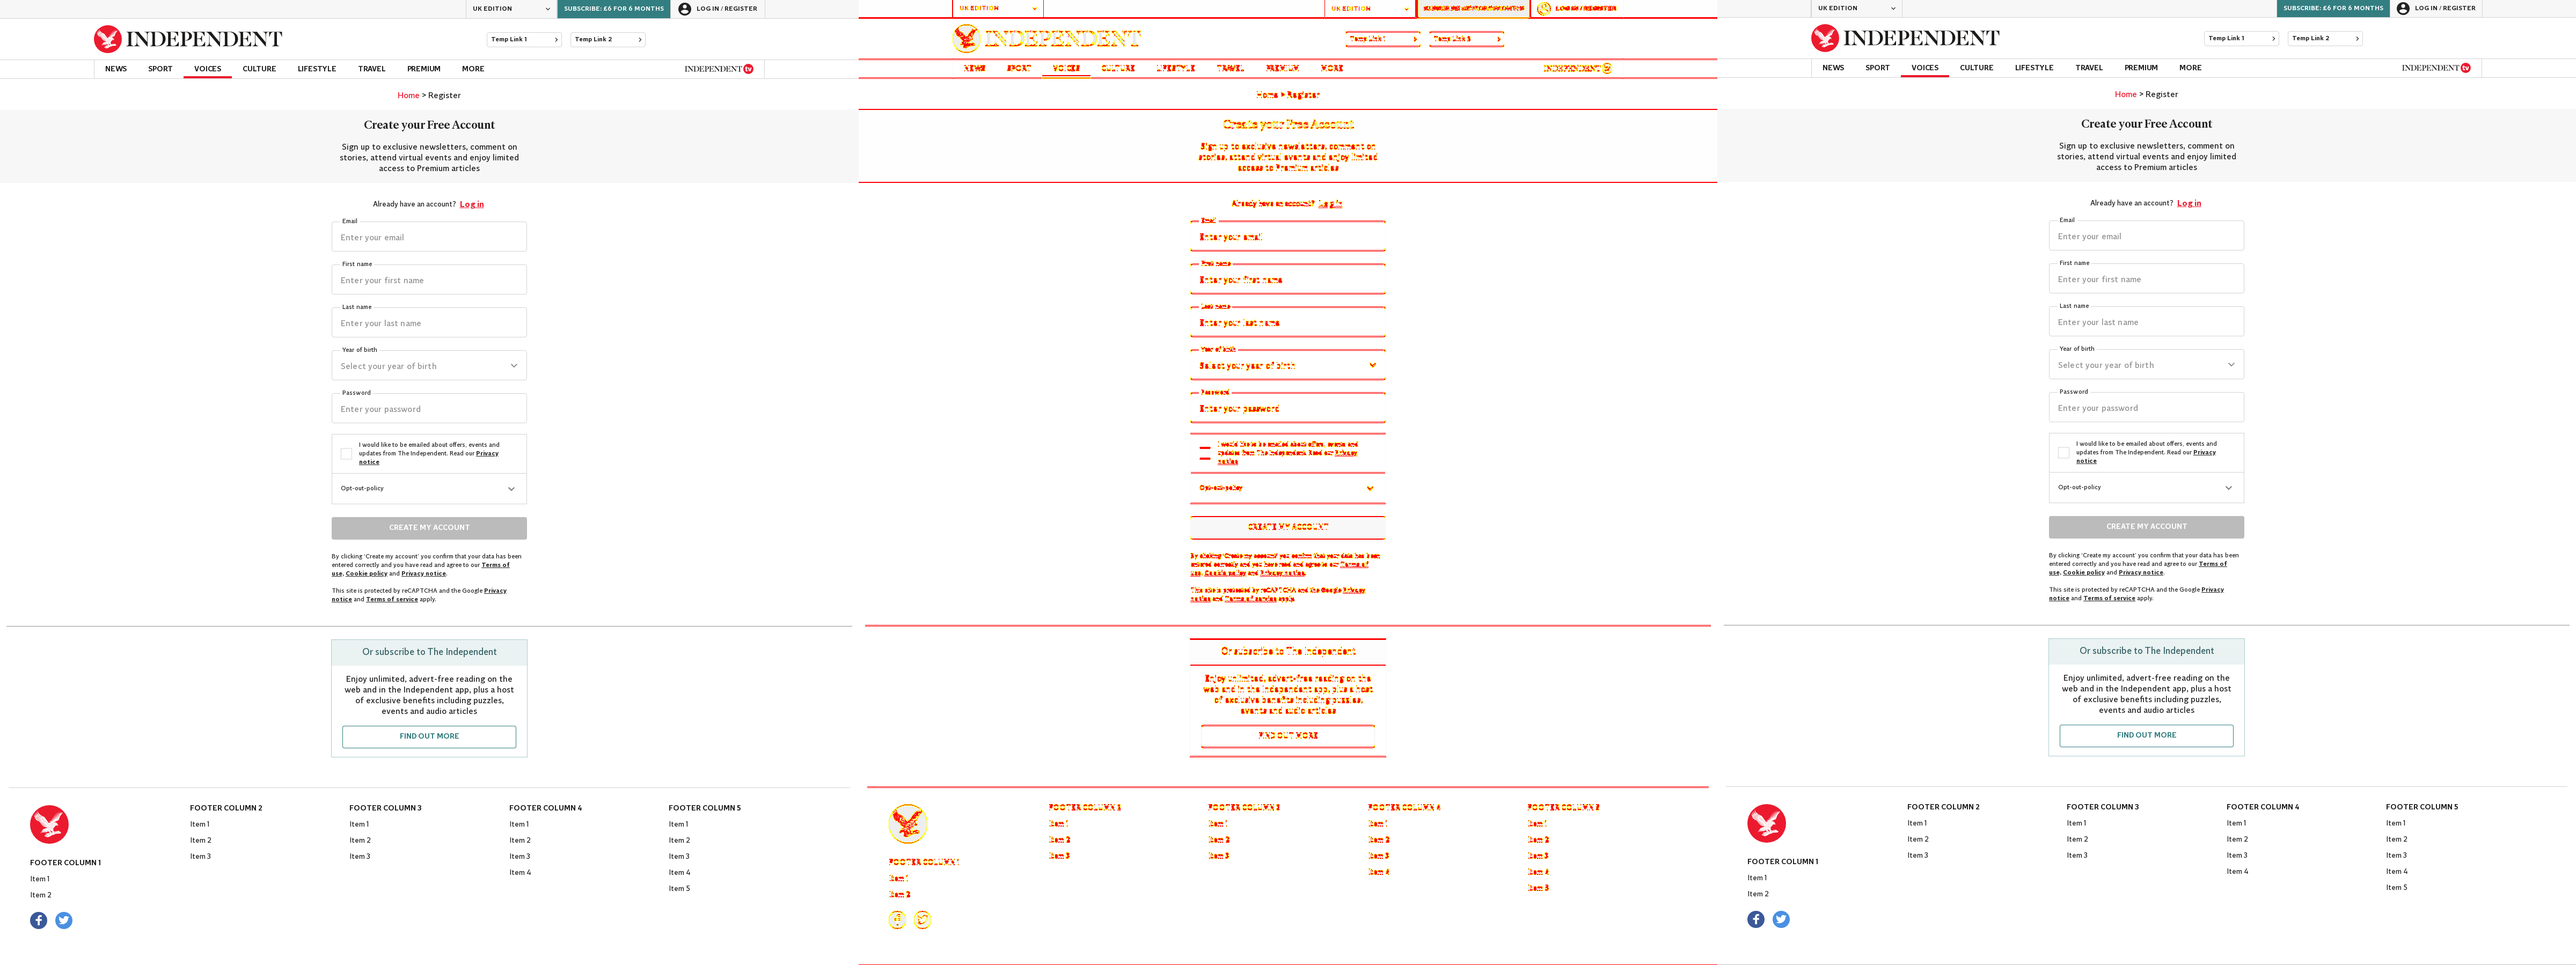 UK EDITION
SUBSCRIBE: £6 FOR 6 MONTHS
LOG IN / REGISTER
INDEPENDENT
Temp Link 1
Temp Link 2
NEWS SPORT VOICES CULTURE LIFESTYLE TRAVEL PREMIUM MORE
INDEPENDENT tv
Home > Register
Create your Free Account
Sign up to exclusive newsletters, comment on
stories, attend virtual events and enjoy limited
access to Premium articles
Already have an account? Log in
Email
Enter your email
First name
Enter your first name
Last name
Enter your last name
Year of birth
Select your year of birth
Password
Enter your password
I would like to be emailed about offers, events and
updates from The Independent. Read our Privacy
notice
Opt-out-policy
CREATE MY ACCOUNT
By clicking 'Create my account' you confirm that your data has been
entered correctly and you have read and agree to our Terms of
use, Cookie policy and Privacy notice.
This site is protected by reCAPTCHA and the Google Privacy
notice and Terms of service apply.
Or subscribe to The Independent
Enjoy unlimited, advert-free reading on the
web and in the Independent app, plus a host
of exclusive benefits including puzzles,
events and audio articles
FIND OUT MORE
FOOTER COLUMN 1
Item 1
Item 2
FOOTER COLUMN 2
Item 1
Item 2
Item 3
FOOTER COLUMN 3
Item 1
Item 2
Item 3
FOOTER COLUMN 4
Item 1
Item 2
Item 3
Item 4
FOOTER COLUMN 5
Item 1
Item 2
Item 3
Item 4
Item 5
UK EDITION
UK EDITION
LOG IN / REGISTER
INDEPENDENT
Temp Link 1
NEWS SPORT VOICES CULTURE LIFESTYLE TRAVEL PREMIUM MORE
INDEPENDENT
Home > Register
Create your Free Account
Sign up to exclusive newsletters, comment on
stories, attend virtual events and enjoy limited
access to Premium articles
Already have an account? Log in
Email
Enter your email
First name
Enter your first name
Last name
Enter your last name
Year of birth
Select your year of birth
Password
Enter your password
I would like to be emailed about offers, events and
updates from The Independent. Read our Privacy
notice
Opt-out-policy
CREATE MY ACCOUNT
By clicking 'Create my account' you confirm that your data has been
entered correctly and you have read and agree to our Terms of
use, Cookie policy and Privacy notice.
This site is protected by reCAPTCHA and the Google Privacy
notice and Terms of service apply.
Or subscribe to The Independent
Enjoy unlimited, advert-free reading on the
web and in the Independent app, plus a host
of exclusive benefits including puzzles,
events and audio articles
FIND OUT MORE
FOOTER COLUMN
Item 1
Item 2
FOOTER COLUMN
Item 1
Item 2
Item 3
FOOTER COLUMN
Item 1
Item 2
Item 3
FOOTER COLUMN
Item 1
Item 2
Item 3
Item 4
FOOTER COLUMN
Item 1
Item 2
Item 3
Item 4
UK EDITION
SUBSCRIBE: £6 FOR 6 MONTHS
LOG IN / REGISTER
INDEPENDENT
Temp Link 1
Temp Link 2
NEWS SPORT VOICES CULTURE LIFESTYLE TRAVEL PREMIUM MORE
INDEPENDENT tv
Home > Register
Create your Free Account
Sign up to exclusive newsletters, comment on
stories, attend virtual events and enjoy limited
access to Premium articles
Already have an account? Log in
Email
Enter your email
First name
Enter your first name
Last name
Enter your last name
Year of birth
Select your year of birth
Password
Enter your password
I would like to be emailed about offers, events and
updates from The Independent. Read our Privacy
notice
Opt-out-policy
CREATE MY ACCOUNT
By clicking 'Create my account' you confirm that your data has been
entered correctly and you have read and agree to our Terms of
use, Cookie policy and Privacy notice.
This site is protected by reCAPTCHA and the Google Privacy
notice and Terms of service apply.
Or subscribe to The Independent
Enjoy unlimited, advert-free reading on the
web and in the Independent app, plus a host
of exclusive benefits including puzzles,
events and audio articles
FIND OUT MORE
FOOTER COLUMN 1
Item 1
Item 2
FOOTER COLUMN 2
Item 1
Item 2
Item 3
FOOTER COLUMN 3
Item 1
Item 2
Item 3
FOOTER COLUMN 4
Item 1
Item 2
Item 3
Item 4
FOOTER COLUMN 5
Item 1
Item 2
Item 3
Item 4
Item 5